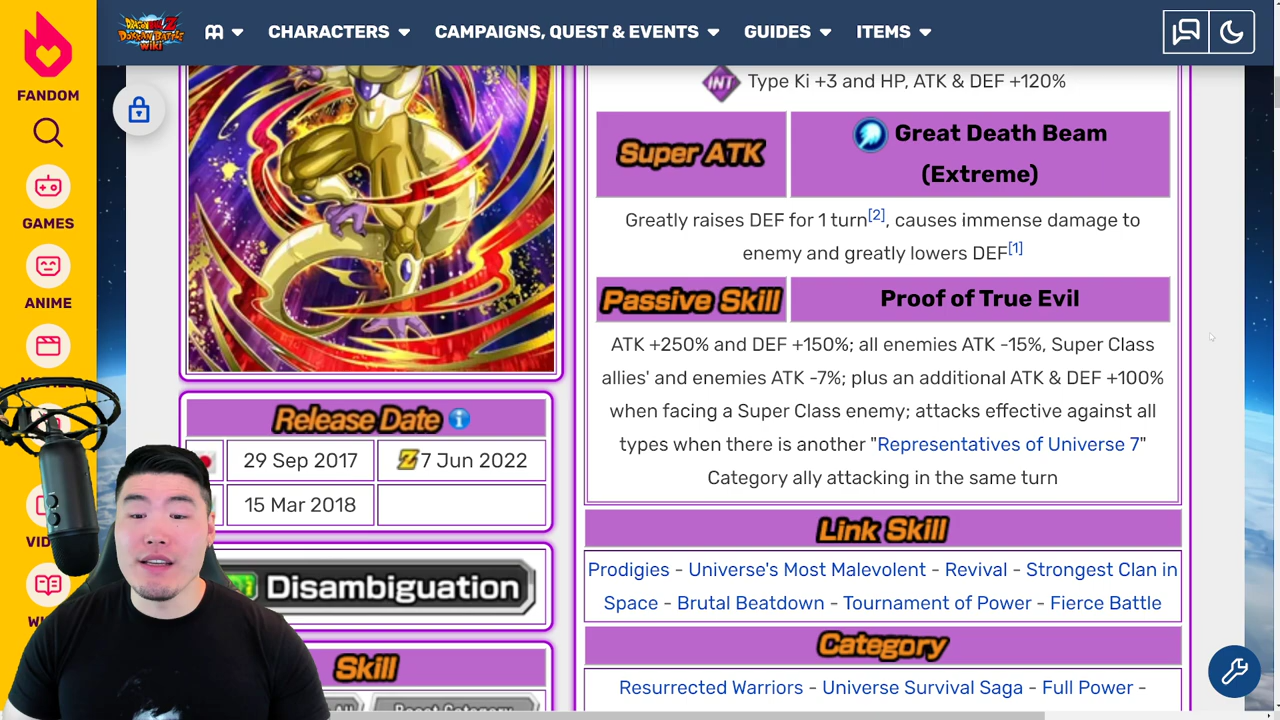 DRAGON BALL Z
DOKKAN BATTLE
WIKI
CHARACTERS
CAMPAIGNS, QUEST & EVENTS
GUIDES
ITEMS
FANDOM
GAMES
ANIME
INT Type Ki +3 and HP, ATK & DEF +120%
Super ATK
Great Death Beam
(Extreme)
Greatly raises DEF for 1 turn[2], causes immense damage to
enemy and greatly lowers DEF[1]
Passive Skill
Proof of True Evil
ATK +250% and DEF +150%; all enemies ATK -15%, Super Class
allies' and enemies ATK -7%; plus an additional ATK & DEF +100%
when facing a Super Class enemy; attacks effective against all
types when there is another "Representatives of Universe 7"
Category ally attacking in the same turn
Release Date
29 Sep 2017
Z 7 Jun 2022
15 Mar 2018
Disambiguation
Skill
Link Skill
Prodigies - Universe's Most Malevolent - Revival - Strongest Clan in
Space - Brutal Beatdown - Tournament of Power - Fierce Battle
Category
Resurrected Warriors - Universe Survival Saga - Full Power -